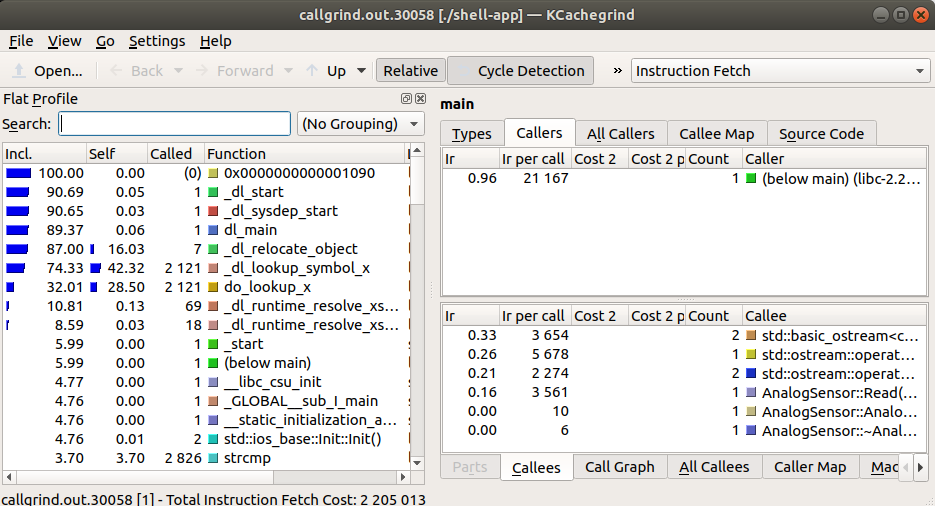 callgrind.out.30058 [./shell-app] — KCachegrind
File View Go Settings Help
Open... Back Forward Up Relative Cycle Detection » Instruction Fetch
Flat Profile
Search: (No Grouping)
Incl. Self Called Function
100.00 0.00 (0) 0x0000000000001090
90.69 0.05 1 _dl_start
90.65 0.03 1 _dl_sysdep_start
89.37 0.06 1 dl_main
87.00 16.03 7 _dl_relocate_object
74.33 42.32 2 121 _dl_lookup_symbol_x
32.01 28.50 2 121 do_lookup_x
10.81 0.13 69 _dl_runtime_resolve_xs...
8.59 0.03 18 _dl_runtime_resolve_xs...
5.99 0.00 1 _start
5.99 0.00 1 (below main)
4.77 0.00 1 __libc_csu_init
4.76 0.00 1 _GLOBAL__sub_I_main
4.76 0.00 1 __static_initialization_a...
4.76 0.01 2 std::ios_base::Init::Init()
3.70 3.70 2 826 strcmp
callgrind.out.30058 [1] - Total Instruction Fetch Cost: 2 205 013
main
Types Callers All Callers Callee Map Source Code
Ir Ir per call Cost 2 Cost 2 p Count Caller
0.96 21 167 1 (below main) (libc-2.2...
Ir Ir per call Cost 2 Cost 2 p Count Callee
0.33 3 654 2 std::basic_ostream<c...
0.26 5 678 1 std::ostream::operat...
0.21 2 274 2 std::ostream::operat...
0.16 3 561 1 AnalogSensor::Read(...
0.00 10 1 AnalogSensor::Analo...
0.00 6 1 AnalogSensor::~Anal...
Parts Callees Call Graph All Callees Caller Map Mac